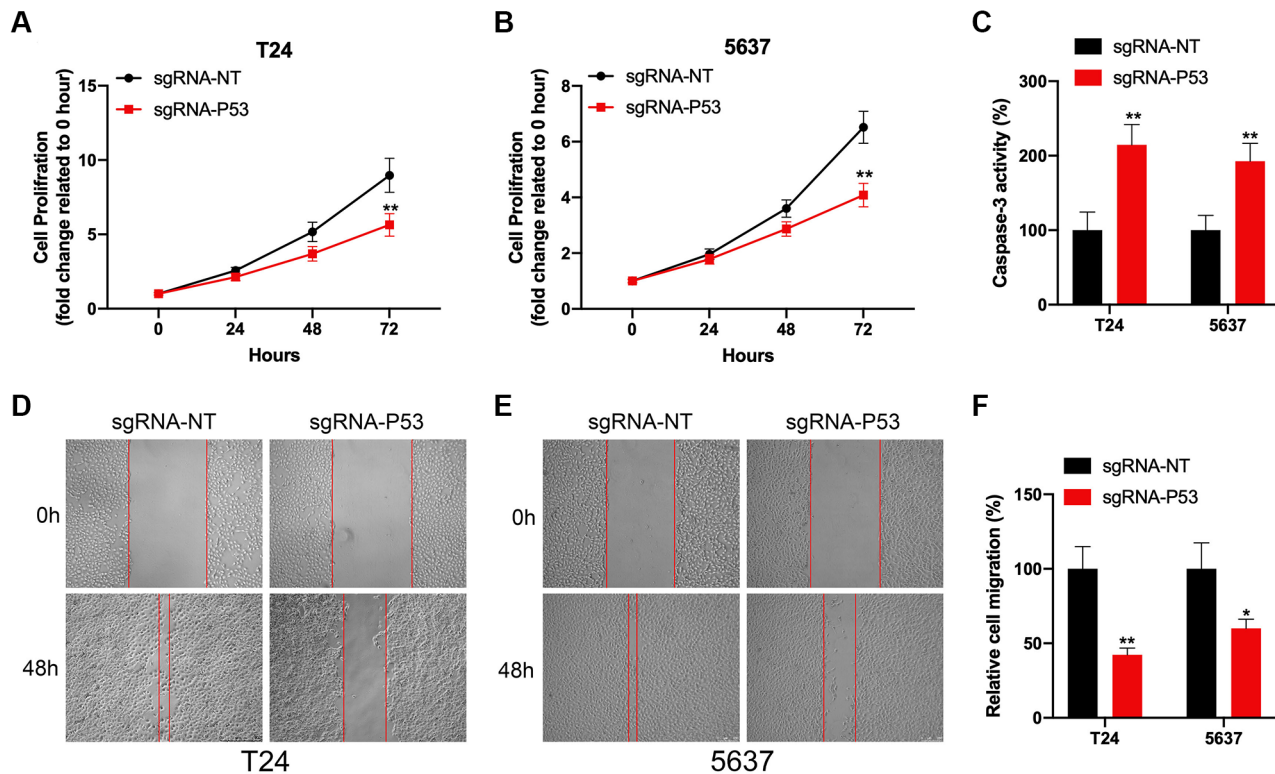 A
T24
sgRNA-NT
sgRNA-P53
Cell Prolifration
(fold change related to 0 hour)
15
10
5
0
0 24 48 72
Hours
B
5637
sgRNA-NT
sgRNA-P53
Cell Prolifration
(fold change related to 0 hour)
8
6
4
2
0
0 24 48 72
Hours
**
**
C
sgRNA-NT
sgRNA-P53
Caspase-3 activity (%)
300
200
100
0
** **
T24 5637
D
sgRNA-NT sgRNA-P53
0h
48h
T24
E
sgRNA-NT sgRNA-P53
0h
48h
5637
F
sgRNA-NT
sgRNA-P53
Relative cell migration (%)
150
100
50
0
** *
T24 5637